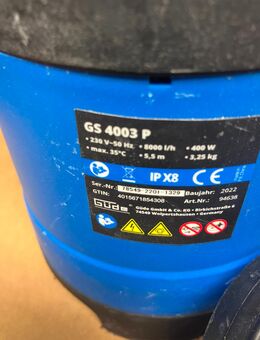 GS 4003 P
• 230 V~50 Hz • 8000 l/h • 400 W
• max. 35°C • 5,5 m • 3,25 kg
IP X8 CE
Ser.-Nr.: 78549 2201 1329 Baujahr: 2022
GTIN: 4015671854308 Art.Nr.: 94638
Güde
Güde GmbH & Co. KG • Birkichstraße 6
74549 Wolpertshausen • Germany